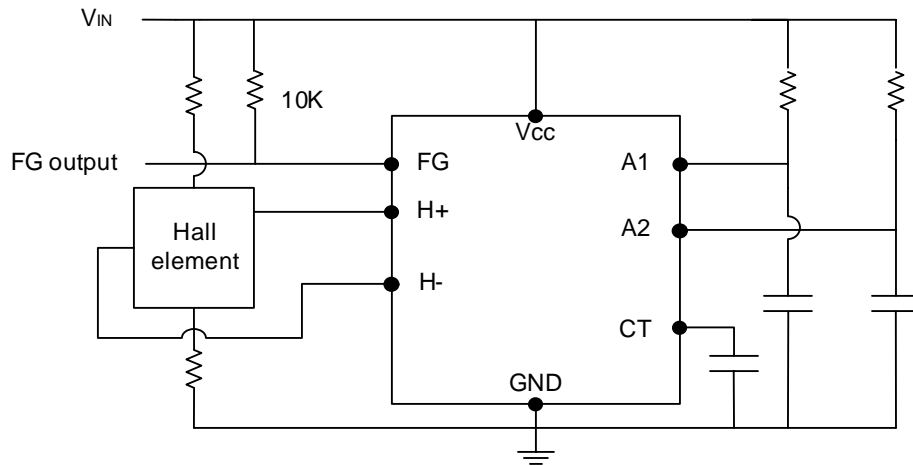 VIN
10K
Vcc
FG output
FG
A1
H+
Hall
element
A2
H-
CT
GND